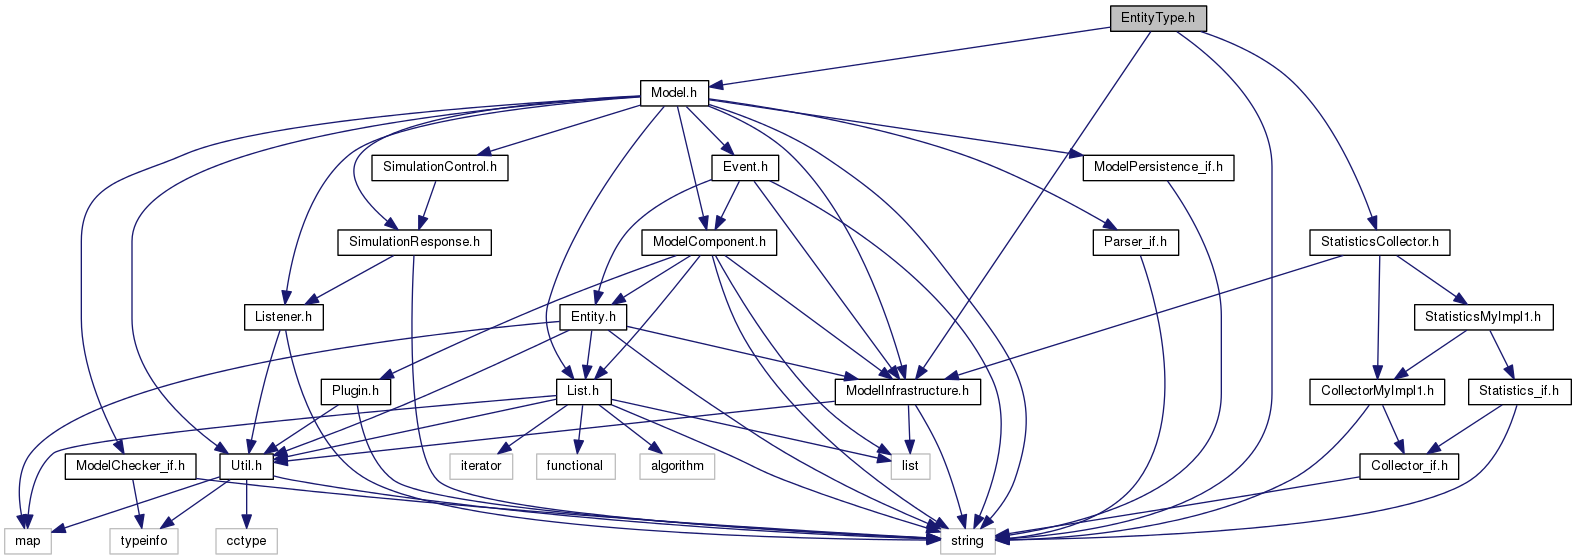 EntityType.h
Model.h
SimulationControl.h
Event.h
ModelPersistence_if.h
SimulationResponse.h
ModelComponent.h
Parser_if.h
StatisticsCollector.h
Listener.h
Entity.h
StatisticsMyImpl1.h
Plugin.h
List.h
ModelInfrastructure.h
CollectorMyImpl1.h
Statistics_if.h
ModelChecker_if.h
Util.h
iterator
functional
algorithm
list
Collector_if.h
map
typeinfo
cctype
string